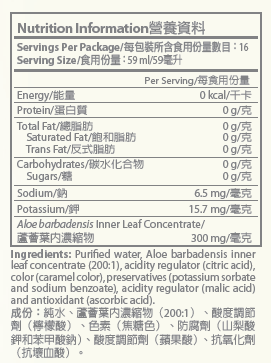 Nutrition Information營養資料
Servings Per Package/每包裝所含食用份量數目：16
Serving Size/食用份量：59 ml/59毫升
Per Serving/每食用份量
Energy/能量 0 kcal/千卡
Protein/蛋白質 0 g/克
Total Fat/總脂肪 0 g/克
Saturated Fat/飽和脂肪 0 g/克
Trans Fat/反式脂肪 0 g/克
Carbohydrates/碳水化合物 0 g/克
Sugars/糖 0 g/克
Sodium/鈉 6.5 mg/毫克
Potassium/鉀 15.7 mg/毫克
Aloe barbadensis Inner Leaf Concentrate/
蘆薈葉內濃縮物 300 mg/毫克
Ingredients: Purified water, Aloe barbadensis inner
leaf concentrate (200:1), acidity regulator (citric acid),
color (caramel color), preservatives (potassium sorbate
and sodium benzoate), acidity regulator (malic acid)
and antioxidant (ascorbic acid).
成份：純水、蘆薈葉內濃縮物（200:1）、酸度調節
劑（檸檬酸）、色素（焦糖色）、防腐劑（山梨酸
鉀和苯甲酸鈉）、酸度調節劑（蘋果酸）、抗氧化劑
（抗壞血酸）。